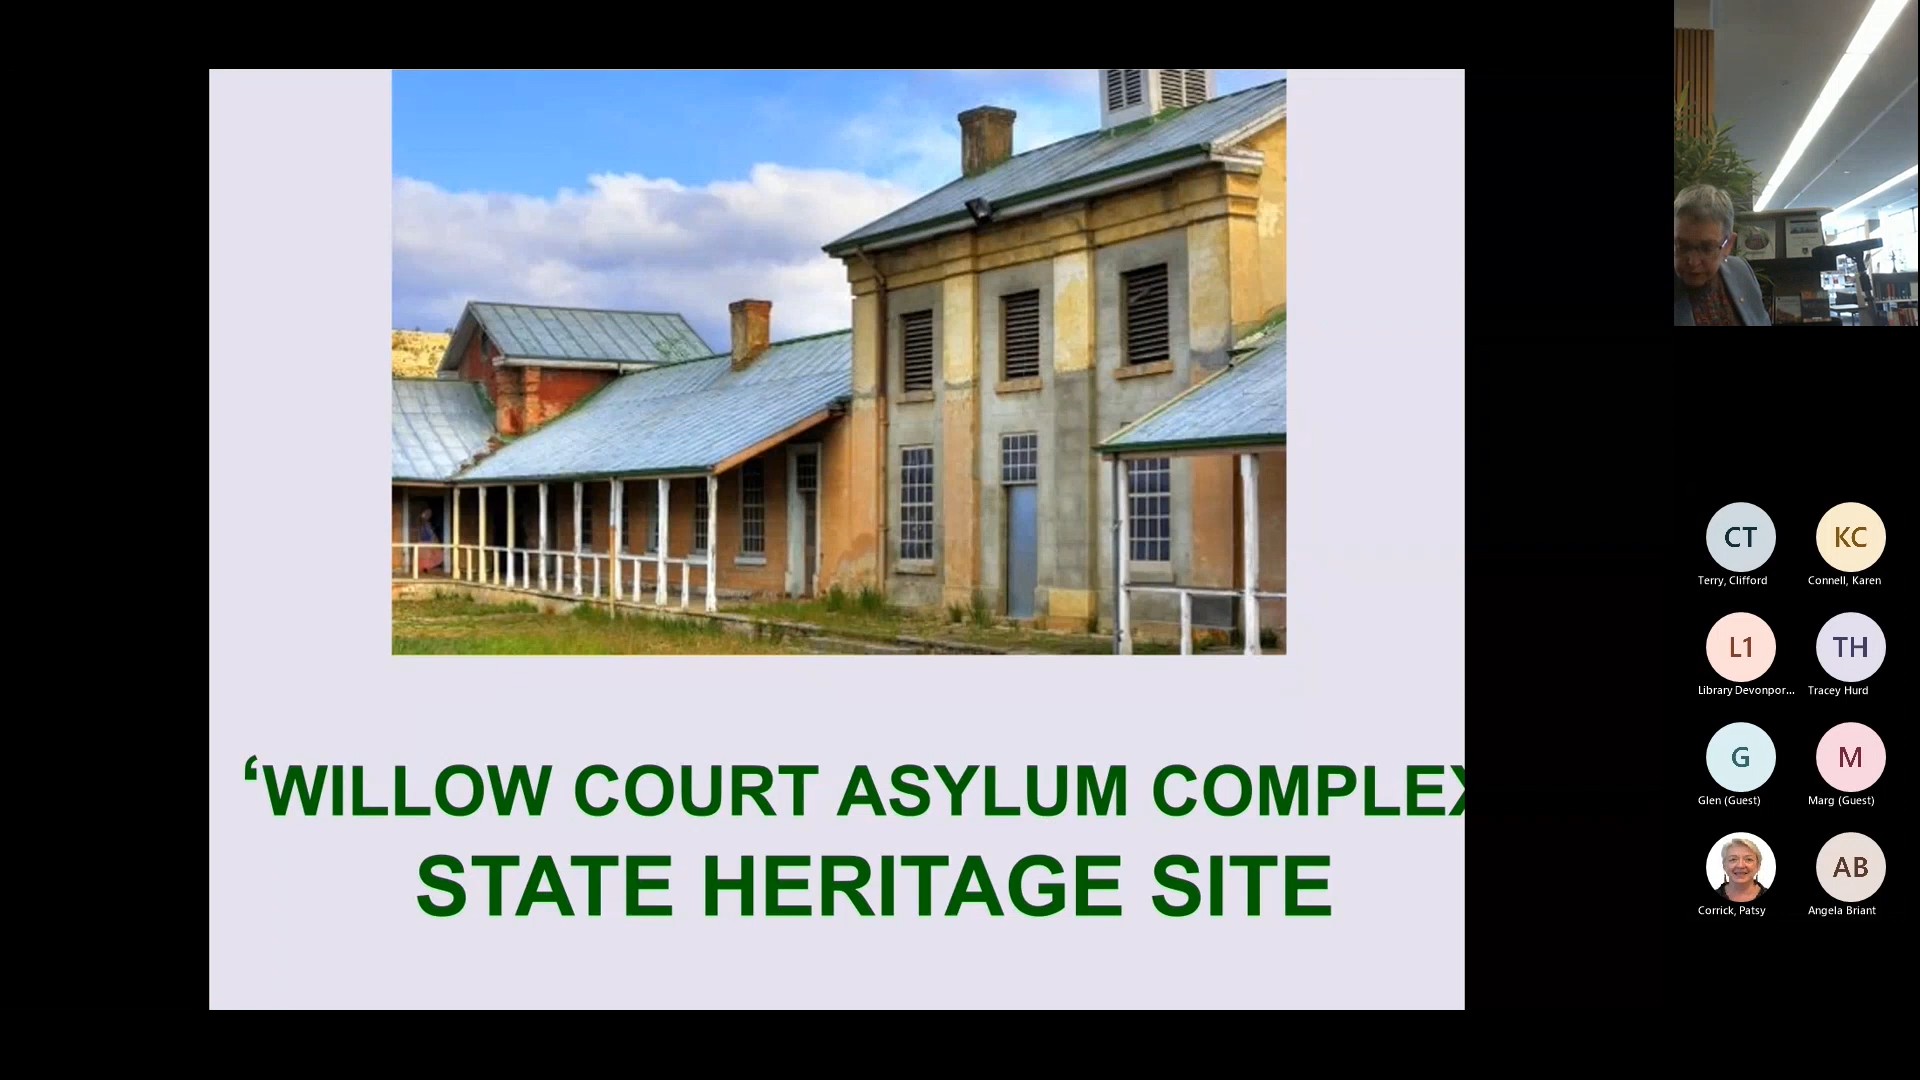 ‘WILLOW COURT ASYLUM COMPLEX
STATE HERITAGE SITE
CT
KC
Terry, Clifford
Connell, Karen
L1
TH
Library Devonpor...
Tracey Hurd
G
M
Glen (Guest)
Marg (Guest)
AB
Corrick, Patsy
Angela Briant